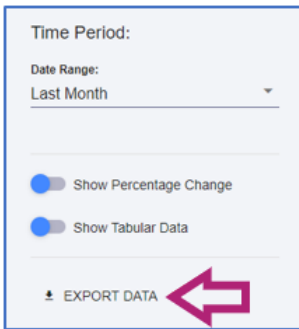 Time Period:
Date Range:
Last Month
Show Percentage Change
Show Tabular Data
EXPORT DATA